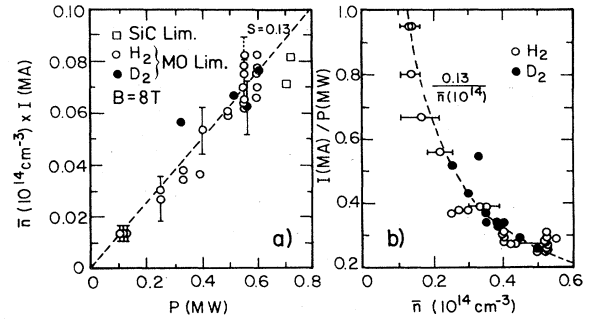 n̄ (10¹⁴cm⁻³) x I (MA)
0.10
0.08
0.06
0.04
0.02
0.00
□ SiC Lim.
○ H₂
● D₂
} MO Lim.
B=8T
S=0.13
a)
0 0.2 0.4 0.6 0.8
P (MW)
I(MA)/P(MW)
1.0
0.8
0.6
0.4
0.2
○ H₂
● D₂
0.13
n̄(10¹⁴)
b)
0 0.2 0.4 0.6
n̄ (10¹⁴cm⁻³)